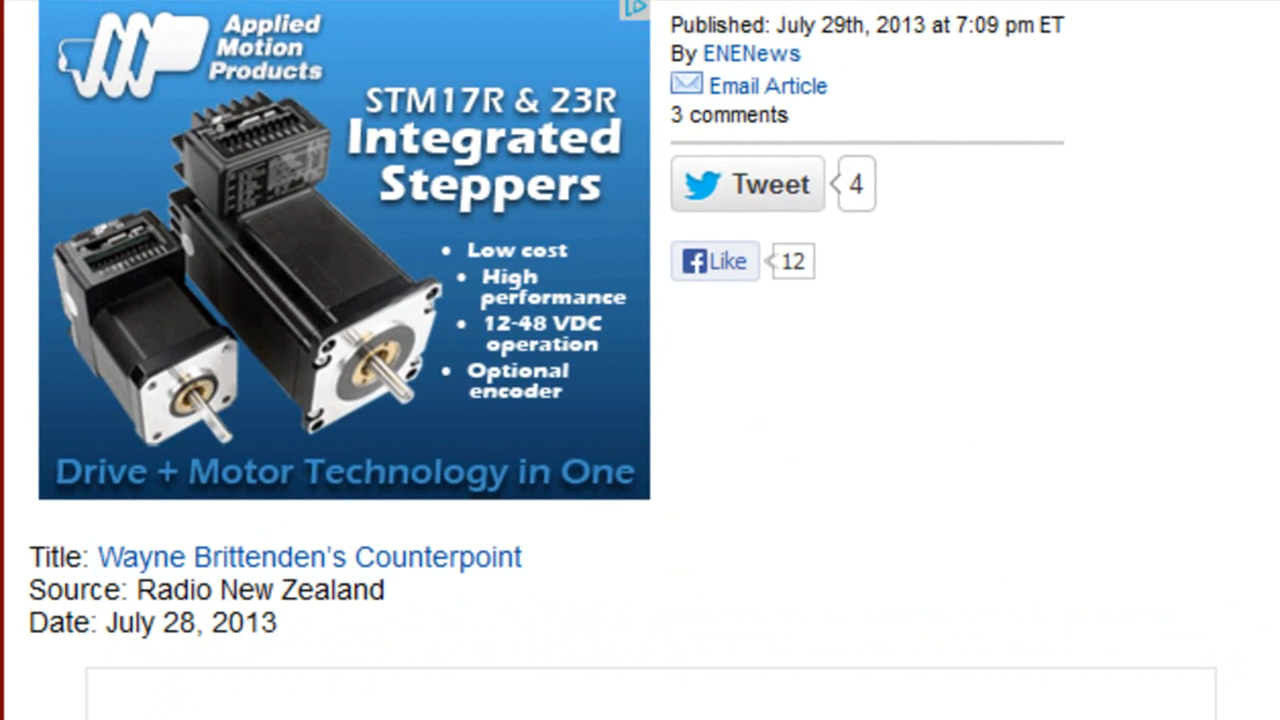 Applied
Motion
Products
STM17R & 23R
Integrated
Steppers
• Low cost
• High
performance
• 12-48 VDC
operation
• Optional
encoder
Drive + Motor Technology in One
Published: July 29th, 2013 at 7:09 pm ET
By ENENews
Email Article
3 comments
Tweet 4
Like 12
Title: Wayne Brittenden's Counterpoint
Source: Radio New Zealand
Date: July 28, 2013